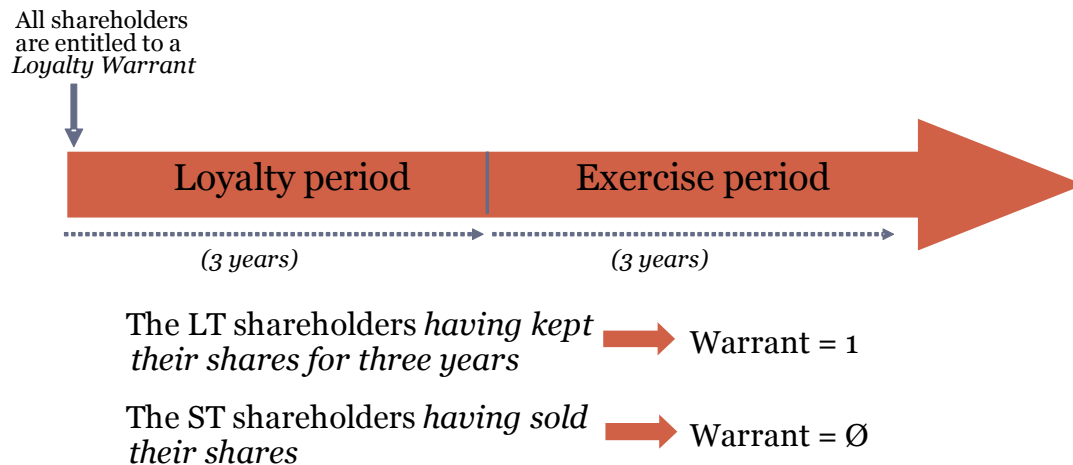 All shareholders
are entitled to a
Loyalty Warrant
Loyalty period
Exercise period
(3 years)
(3 years)
The LT shareholders having kept
their shares for three years
Warrant = 1
The ST shareholders having sold
their shares
Warrant = Ø